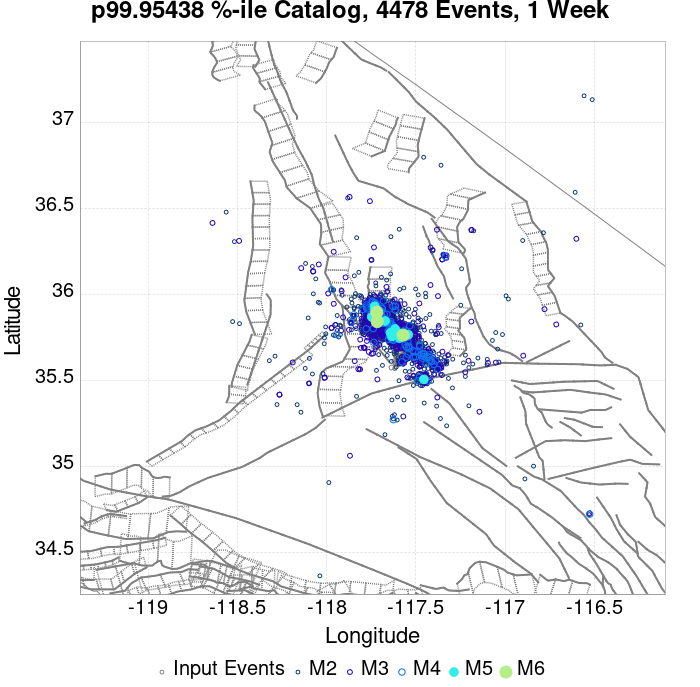 p99.95438 %-ile Catalog, 4478 Events, 1 Week
37
36.5
36
35.5
35
34.5
Latitude
-119
-118.5
-118
-117.5
-117
-116.5
Longitude
Input Events
M2
M3
M4
M5
M6